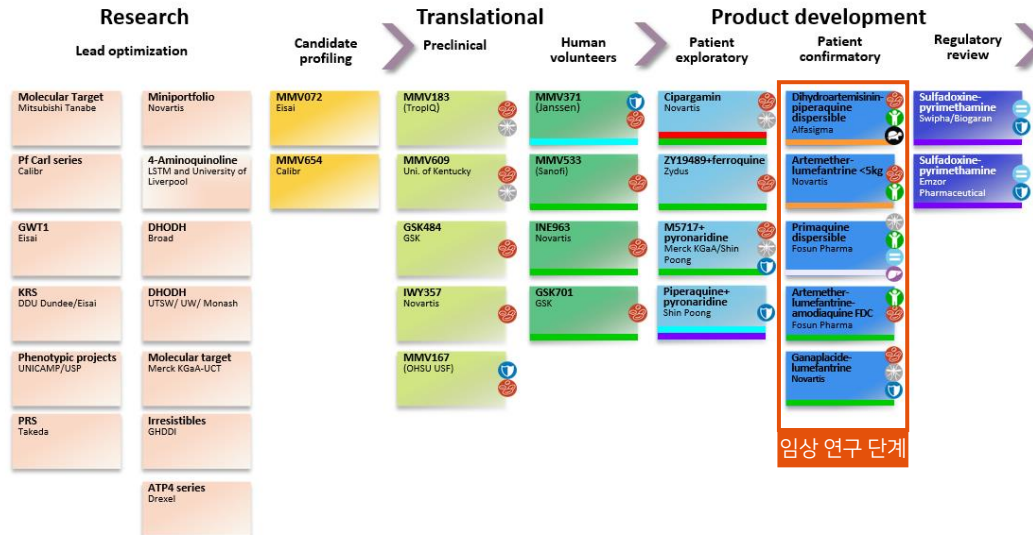 Research
Translational
Product development
Lead optimization
Candidate
profiling
Preclinical
Human
volunteers
Patient
exploratory
Patient
confirmatory
Regulatory
review
Molecular Target
Mitsubishi Tanabe
Pf Carl series
Calibr
GWT1
Eisai
KRS
DDU Dundee/Eisai
Phenotypic projects
UNICAMP/USP
PRS
Takeda
Miniportfolio
Novartis
4-Aminoquinoline
LSTM and University of
Liverpool
DHODH
Broad
DHODH
UTSW/ UW/ Monash
Molecular target
Merck KGaA-UCT
Irresistibles
GHDDI
ATP4 series
Drexel
MMV072
Eisai
MMV654
Calibr
MMV183
(TropIQ)
MMV609
Uni. of Kentucky
GSK484
GSK
IWY357
Novartis
MMV167
(OHSU USF)
MMV371
(Janssen)
MMV533
(Sanofi)
INE963
Novartis
GSK701
GSK
Cipargamin
Novartis
ZY19489+ferroquine
Zydus
M5717+
pyronaridine
Merck KGaA/Shin
Poong
Piperaquine+
pyronaridine
Shin Poong
Dihydroartemisinin-
piperaquine
dispersible
Alfasigma
Artemether-
lumefantrine <5kg
Novartis
Primaquine
dispersible
Fosun Pharma
Artemether-
lumefantrine-
amodiaquine FDC
Fosun Pharma
Ganaplacide-
lumefantrine
Novartis
임상 연구 단계
Sulfadoxine-
pyrimethamine
Swipha/Biogaran
Sulfadoxine-
pyrimethamine
Emzor
Pharmaceutical